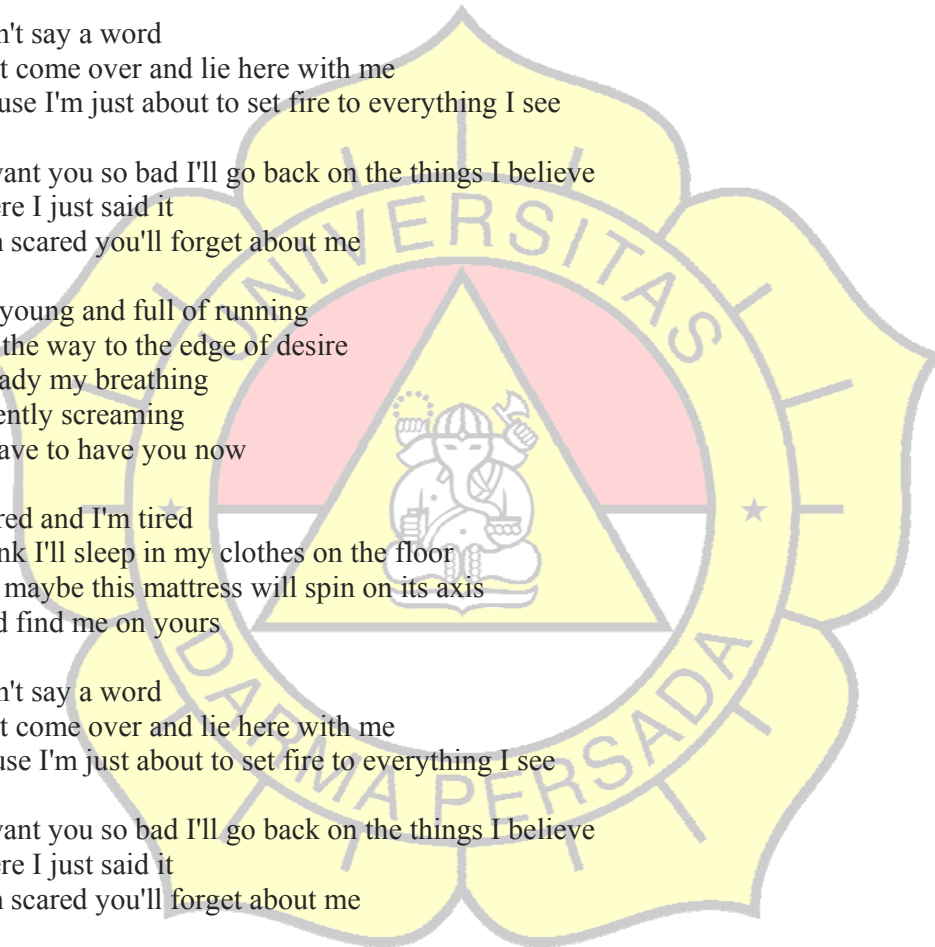 n't say a word
t come over and lie here with me
use I'm just about to set fire to everything I see
want you so bad I'll go back on the things I believe
ere I just said it
scared you'll forget about me
young and full of running
the way to the edge of desire
ady my breathing
ently screaming
ave to have you now
red and I'm tired
nk I'll sleep in my clothes on the floor
maybe this mattress will spin on its axis
d find me on yours
n't say a word
t come over and lie here with me
use I'm just about to set fire to everything I see
want you so bad I'll go back on the things I believe
ere I just said it
scared you'll forget about me
UNIVERSITAS
DARMA PERSADA